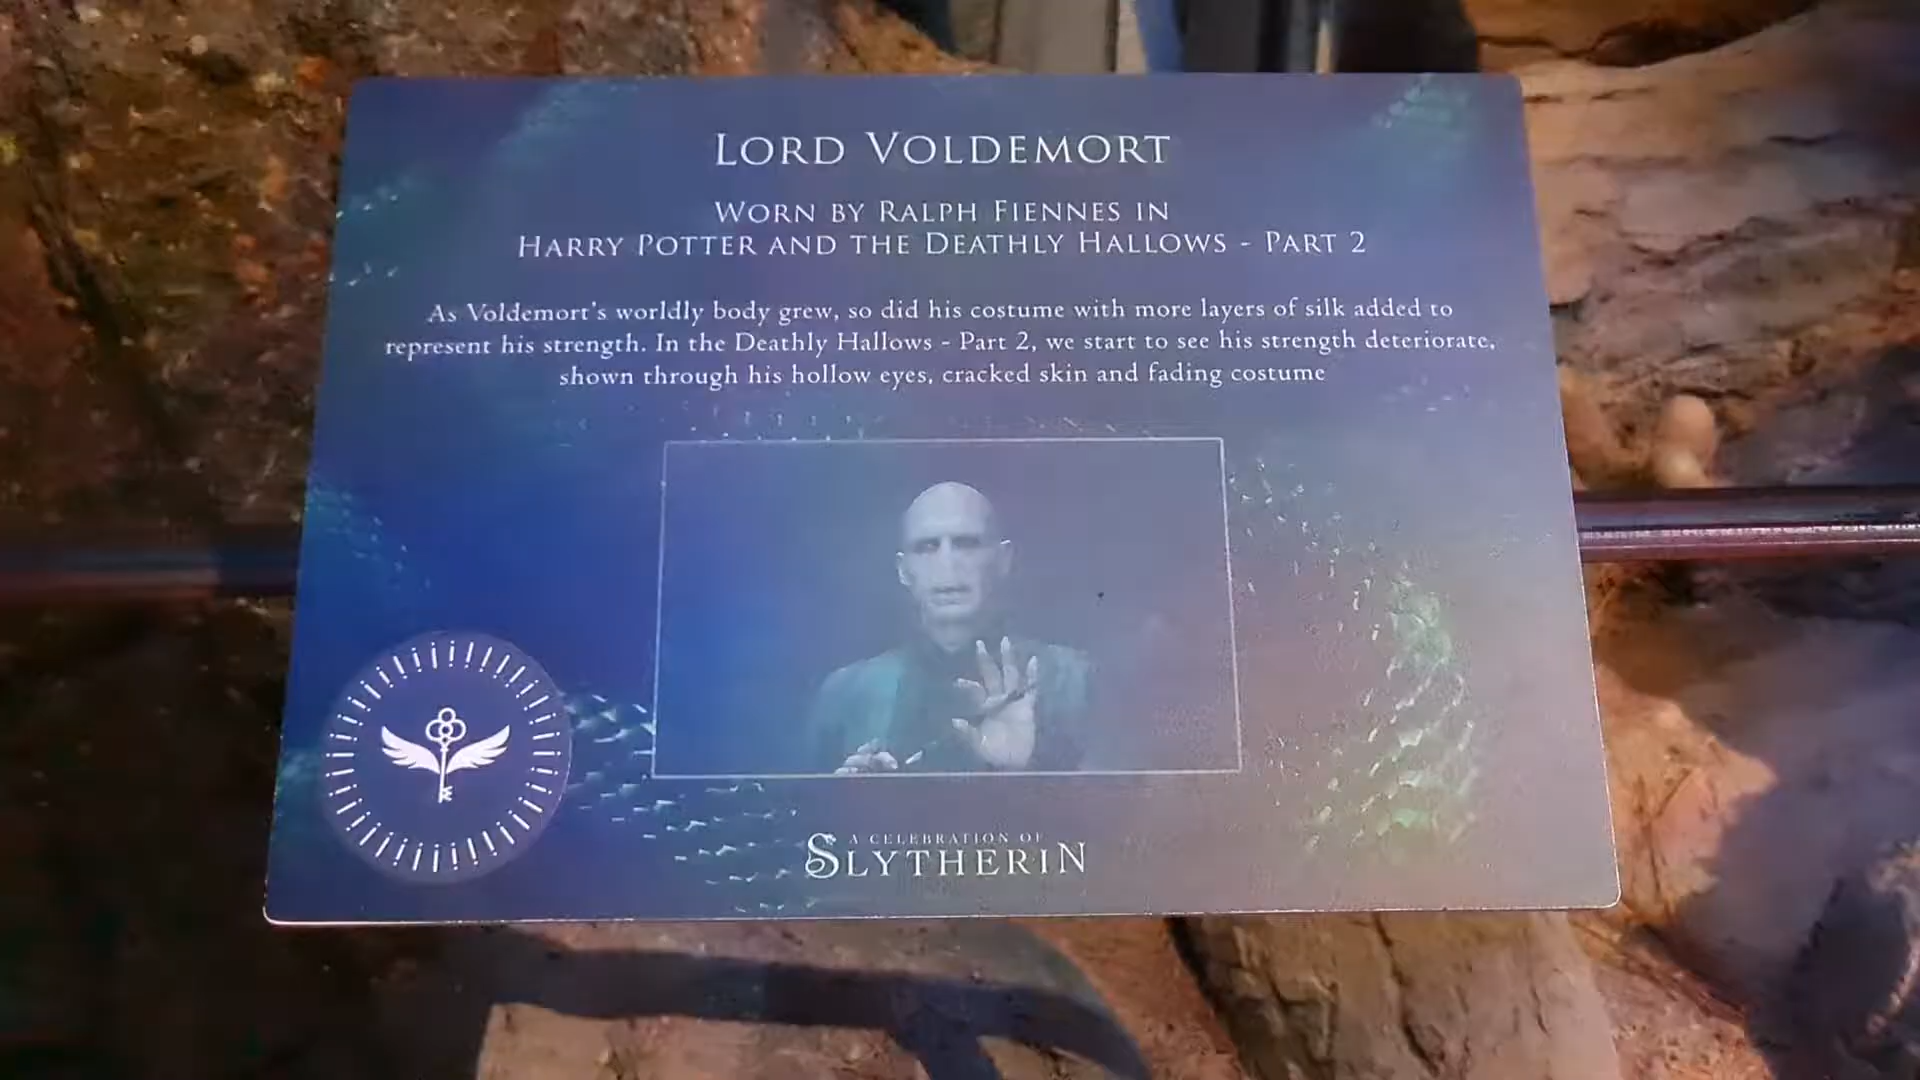 LORD VOLDEMORT
WORN BY RALPH FIENNES IN
HARRY POTTER AND THE DEATHLY HALLOWS - PART 2
As Voldemort's worldly body grew, so did his costume with more layers of silk added to
represent his strength. In the Deathly Hallows - Part 2, we start to see his strength deteriorate,
shown through his hollow eyes, cracked skin and fading costume
A CELEBRATION OF
SLYTHERIN